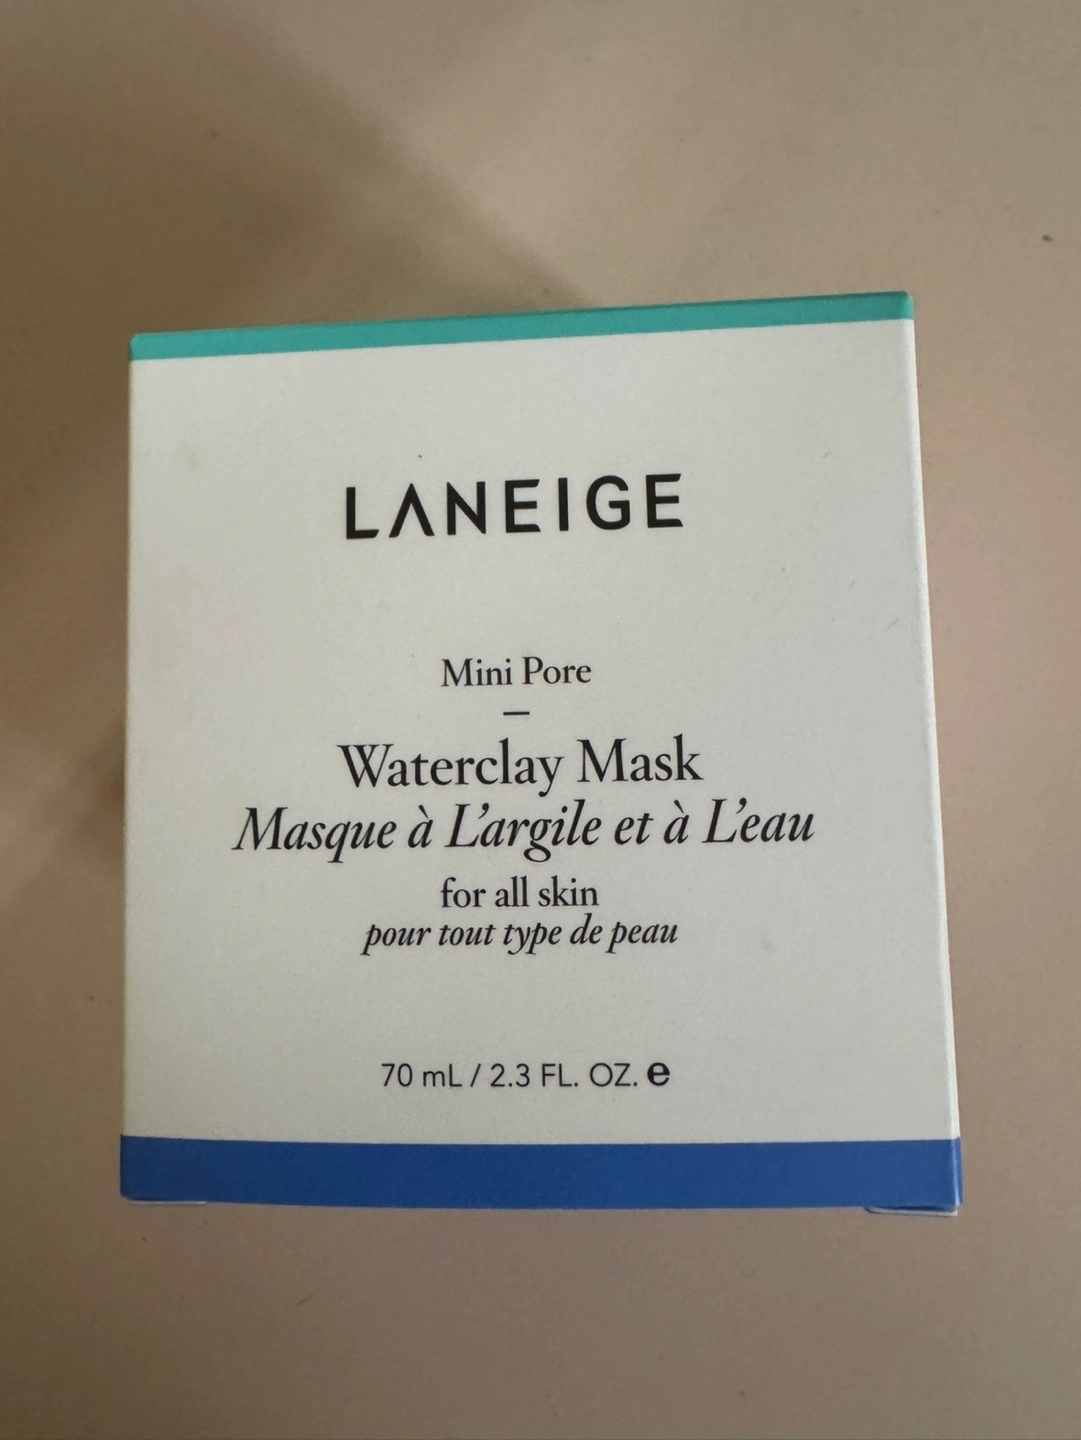 LANEIGE
Mini Pore
—
Waterclay Mask
Masque à L'argile et à L'eau
for all skin
pour tout type de peau
70 mL / 2.3 FL. OZ. ℮